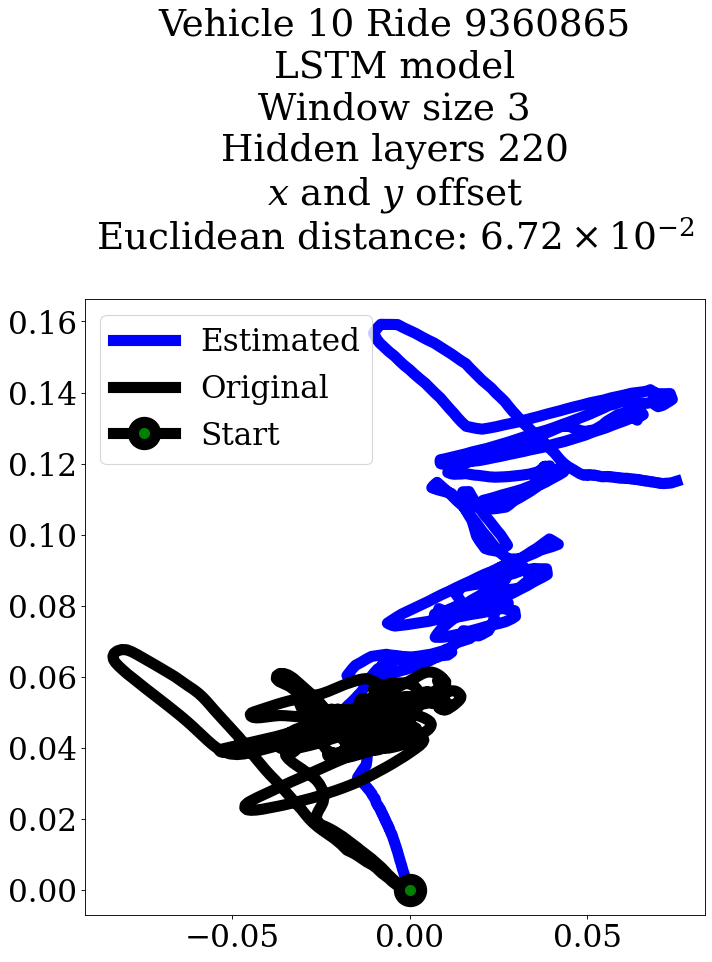 Vehicle 10 Ride 9360865
LSTM model
Window size 3
Hidden layers 220
x and y offset
Euclidean distance: 6.72 × 10⁻²
Estimated
Original
Start
0.16
0.14
0.12
0.10
0.08
0.06
0.04
0.02
0.00
−0.05
0.00
0.05